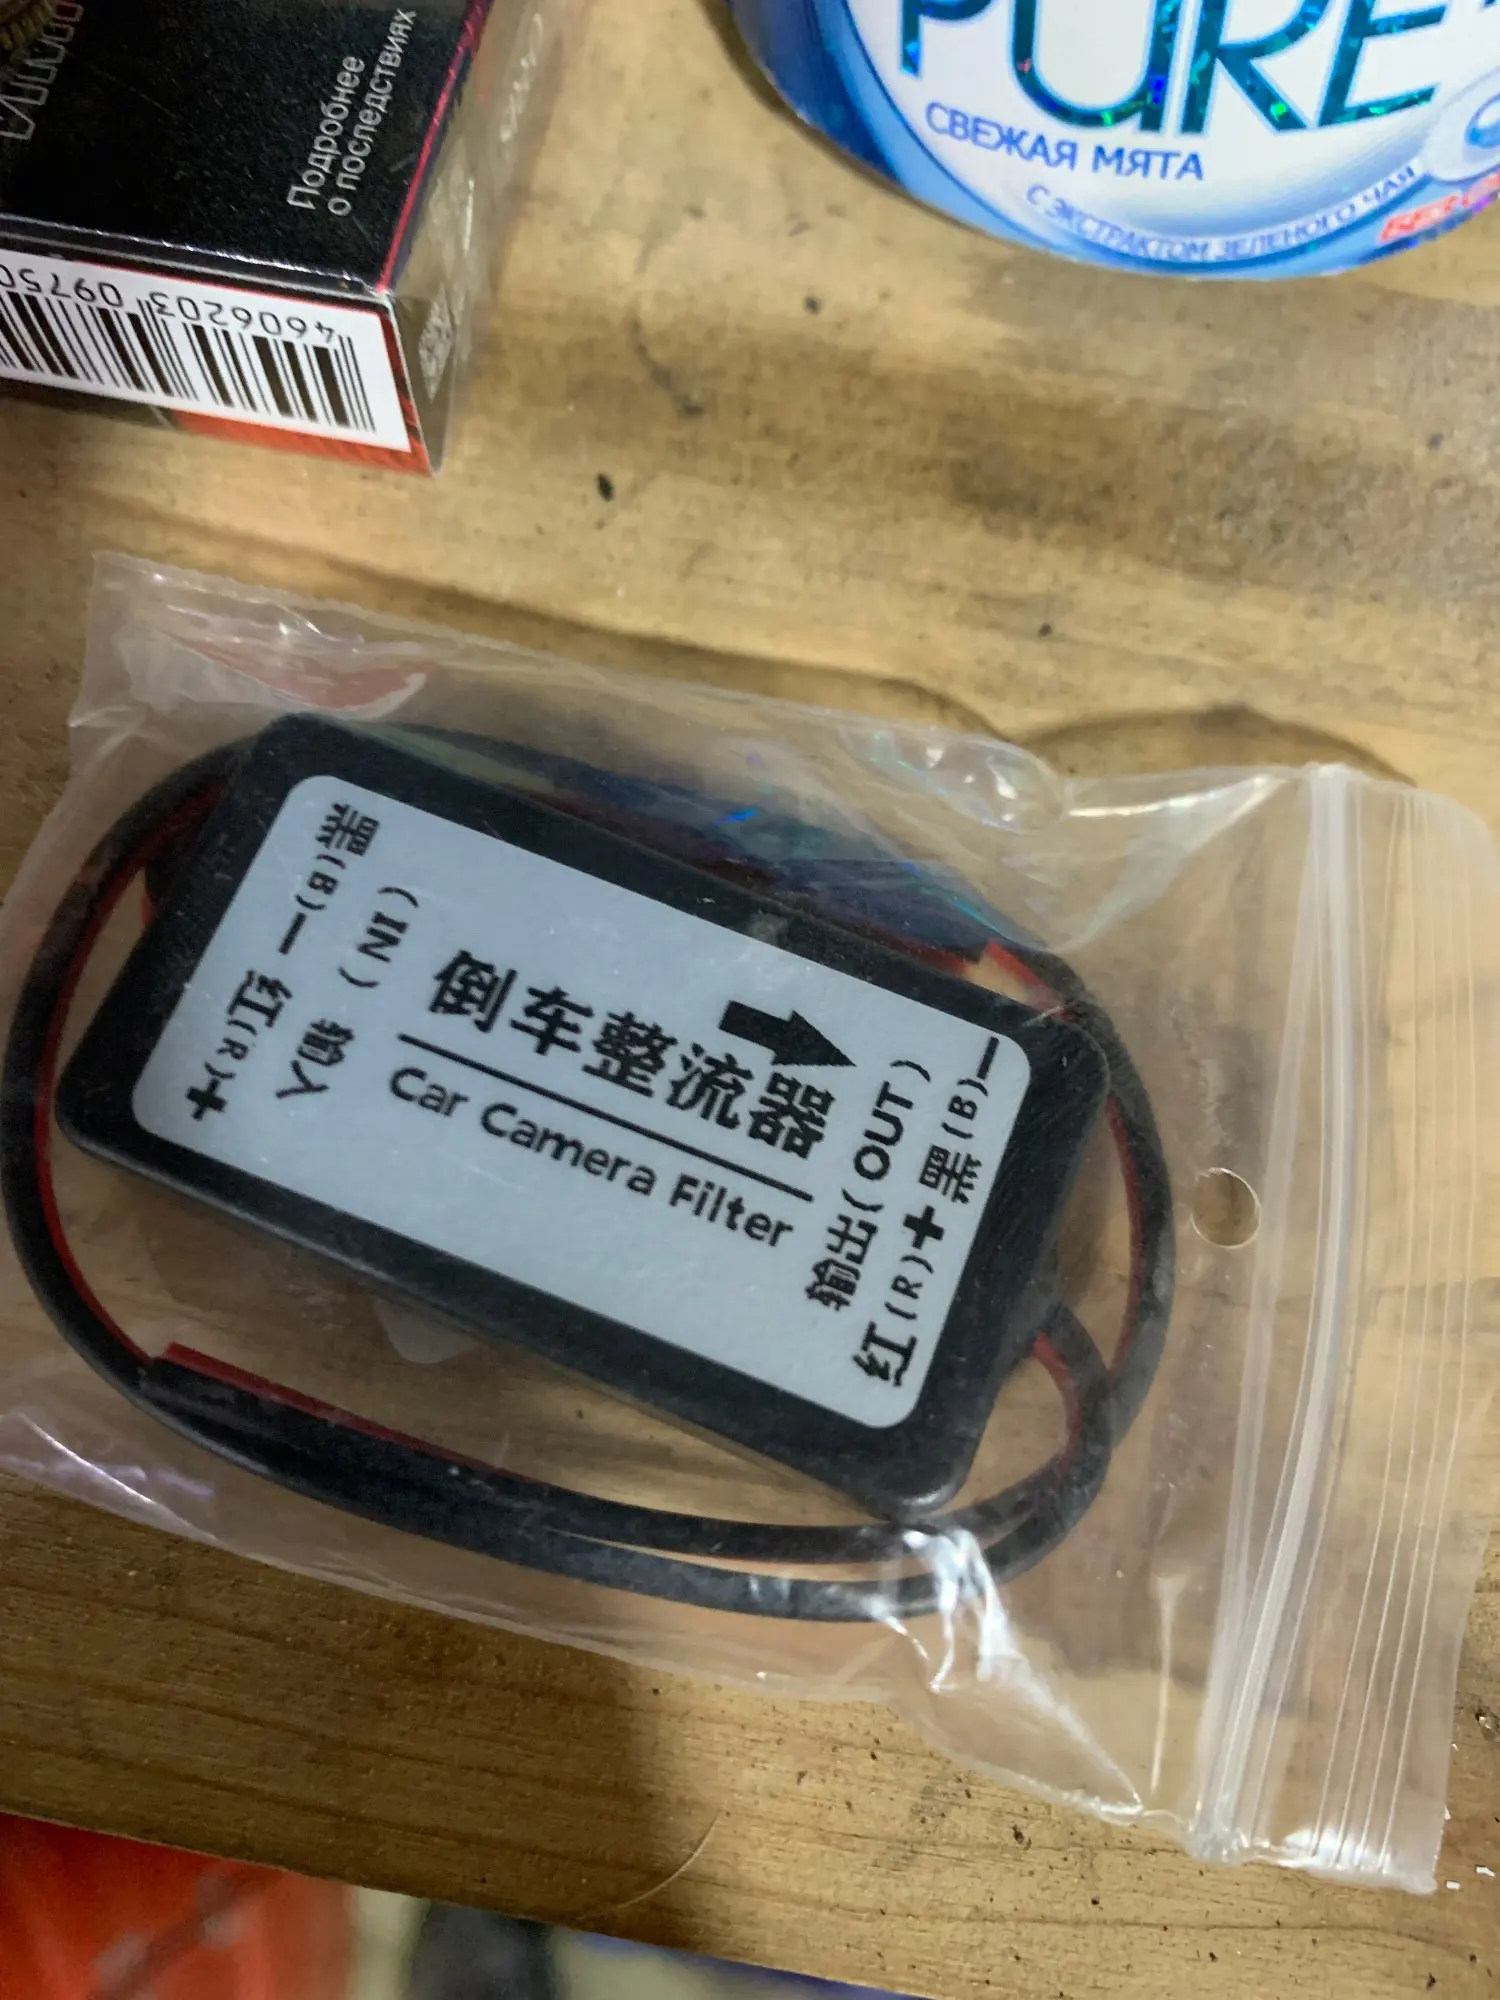 Подробнее
о последствиях
4606203 09750
PURE
СВЕЖАЯ МЯТА
С ЭКСТРАКТОМ ЗЕЛЕНОГО ЧАЯ
黑(B)— 红(R)+
(IN) 输入
倒车整流器
Car Camera Filter
输出(OUT)
红(R)+ 黑(B)—